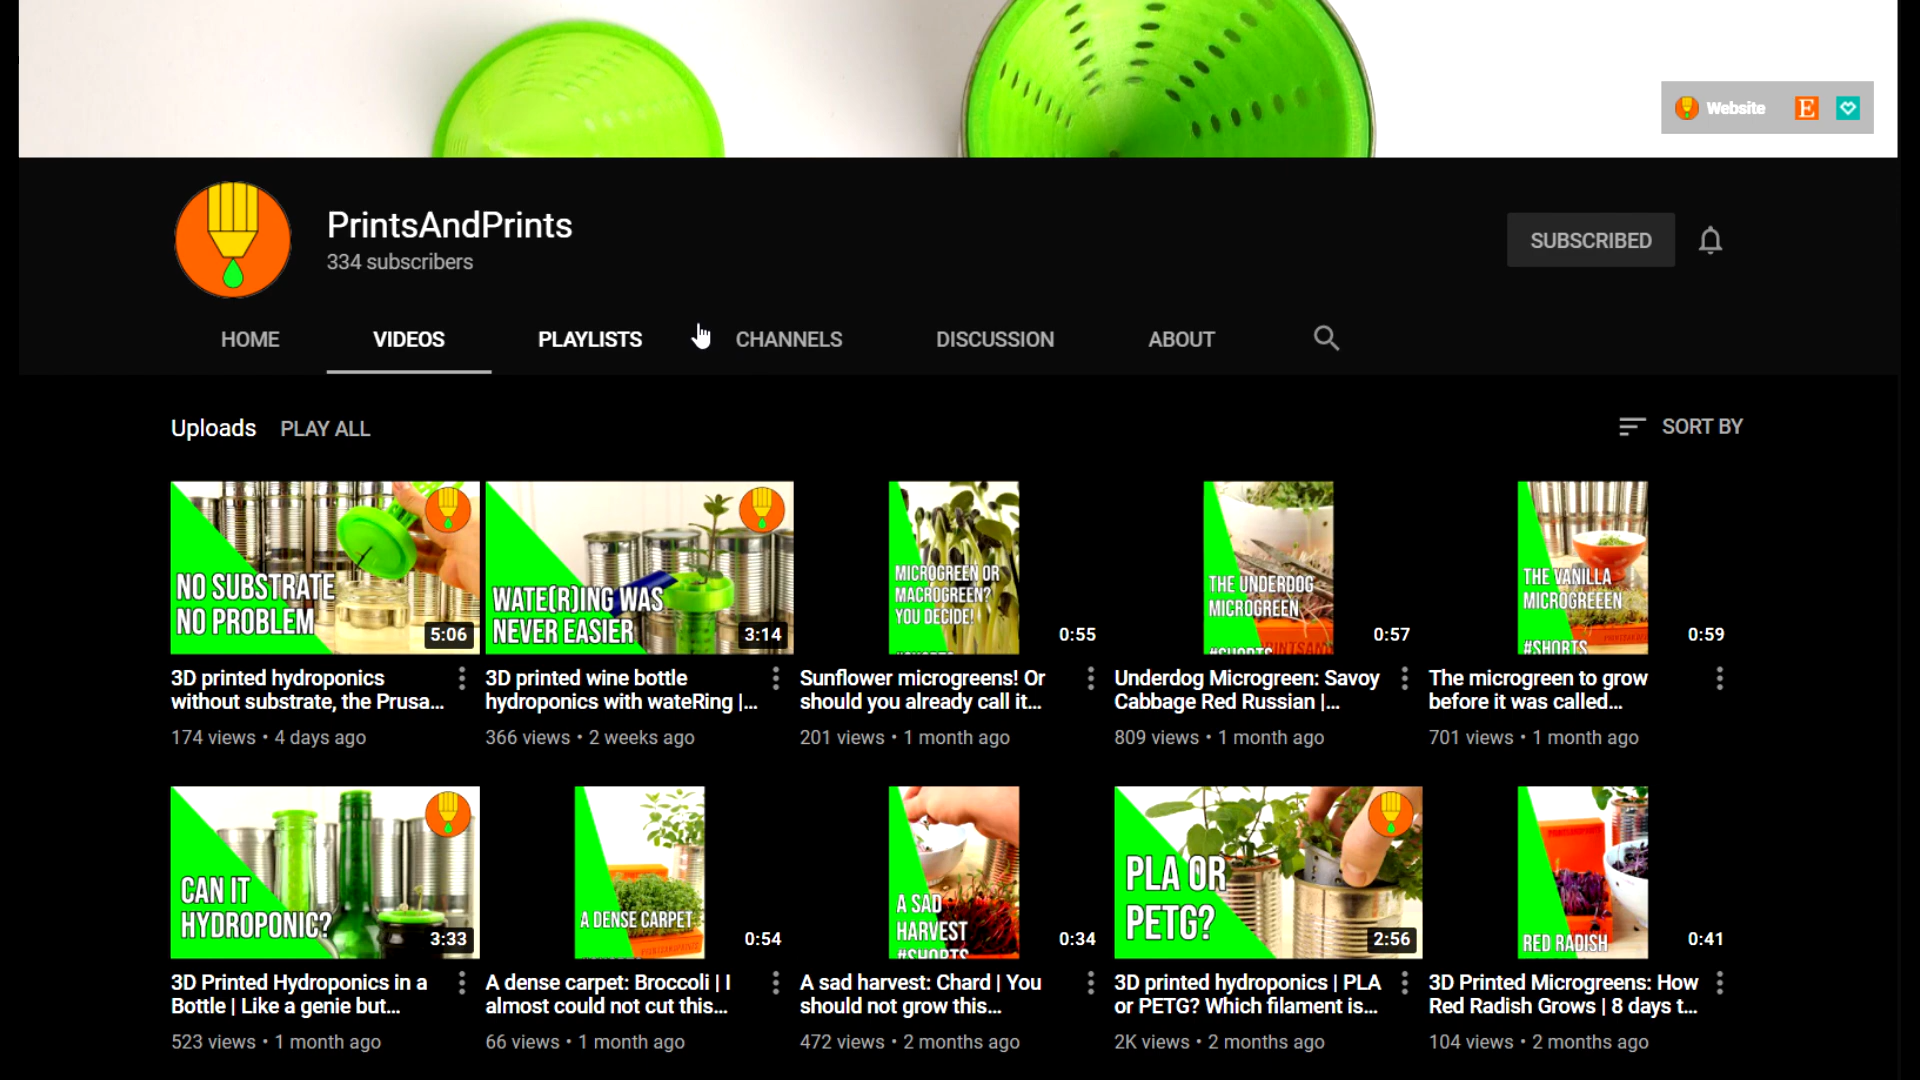 Website
E
PrintsAndPrints
334 subscribers
SUBSCRIBED
HOME
VIDEOS
PLAYLISTS
CHANNELS
DISCUSSION
ABOUT
Uploads
PLAY ALL
SORT BY
NO SUBSTRATE
NO PROBLEM
5:06
3D printed hydroponics
without substrate, the Prusa...
174 views • 4 days ago
WATE(R)ING WAS
NEVER EASIER
3:14
3D printed wine bottle
hydroponics with wateRing |...
366 views • 2 weeks ago
MICROGREEN OR
MACROGREEN?
YOU DECIDE!
#SHORTS
0:55
Sunflower microgreens! Or
should you already call it...
201 views • 1 month ago
THE UNDERDOG
MICROGREEN
#SHORTS
0:57
Underdog Microgreen: Savoy
Cabbage Red Russian |...
809 views • 1 month ago
THE VANILLA
MICROGREEEN
#SHORTS
0:59
The microgreen to grow
before it was called...
701 views • 1 month ago
CAN IT
HYDROPONIC?
3:33
3D Printed Hydroponics in a
Bottle | Like a genie but...
523 views • 1 month ago
A DENSE CARPET
0:54
A dense carpet: Broccoli | I
almost could not cut this...
66 views • 1 month ago
A SAD
HARVEST
#SHORTS
0:34
A sad harvest: Chard | You
should not grow this...
472 views • 2 months ago
PLA OR
PETG?
2:56
3D printed hydroponics | PLA
or PETG? Which filament is...
2K views • 2 months ago
RED RADISH
0:41
3D Printed Microgreens: How
Red Radish Grows | 8 days t...
104 views • 2 months ago